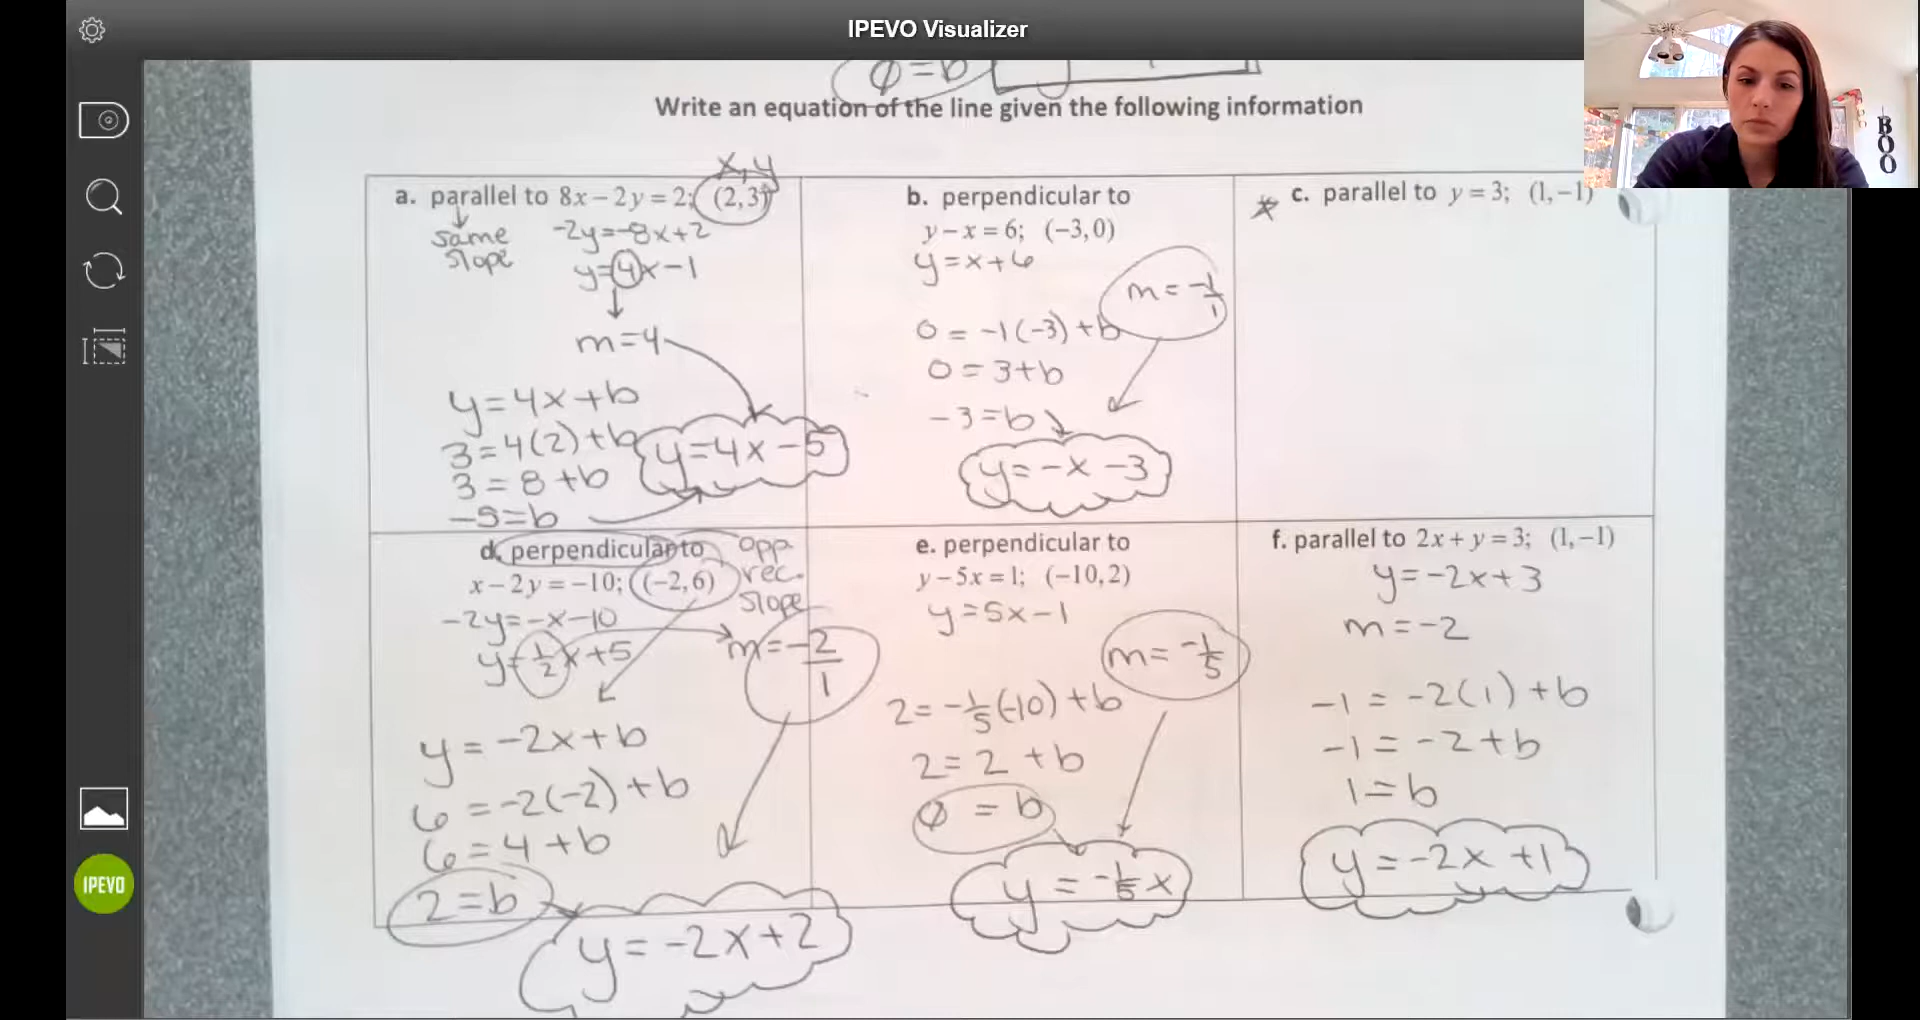 IPEVO Visualizer
Ø = b
Write an equation of the line given the following information
x, y
a. parallel to 8x − 2y = 2; (2,3)
same slope
-2y=-8x+2
y=4x-1
m=4
y=4x+b
3=4(2)+b
3=8+b
-5=b
y=4x-5
b. perpendicular to
y − x = 6; (−3,0)
y=x+6
m=-1/1
0=-1(-3)+b
0=3+b
-3=b
y=-x-3
c. parallel to y = 3; (1,−1)
d. perpendicular to
opp.
rec.
slope
x − 2y = −10; (−2,6)
-2y=-x-10
y=1/2x+5
m=-2/1
y=-2x+b
6=-2(-2)+b
6=4+b
2=b
y=-2x+2
e. perpendicular to
y − 5x = 1; (−10,2)
y=5x-1
m=-1/5
2=-1/5(-10)+b
2=2+b
Ø=b
y=-1/5x
f. parallel to 2x + y = 3; (1,−1)
y=-2x+3
m=-2
-1=-2(1)+b
-1=-2+b
1=b
y=-2x+1
BOO
IPEVO